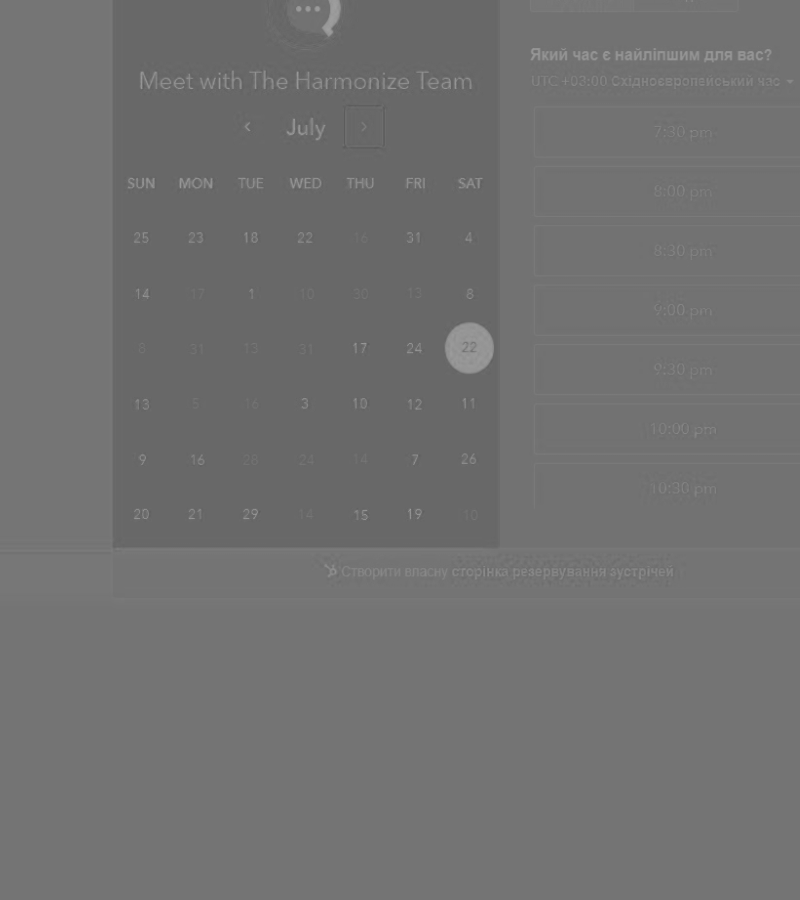 Meet with The Harmonize Team
July
SUN MON TUE WED THU FRI SAT
25 23 18 22 16 31 4
14 17 1 10 30 13 8
8 31 13 31 17 24 22
13 5 16 3 10 12 11
9 16 28 24 14 7 26
20 21 29 14 15 19 10
Який час є найліпшим для вас?
UTC +03:00 Східноєвропейський час
7:30 pm
8:00 pm
8:30 pm
9:00 pm
9:30 pm
10:00 pm
10:30 pm
Створити власну сторінка резервування зустрічей